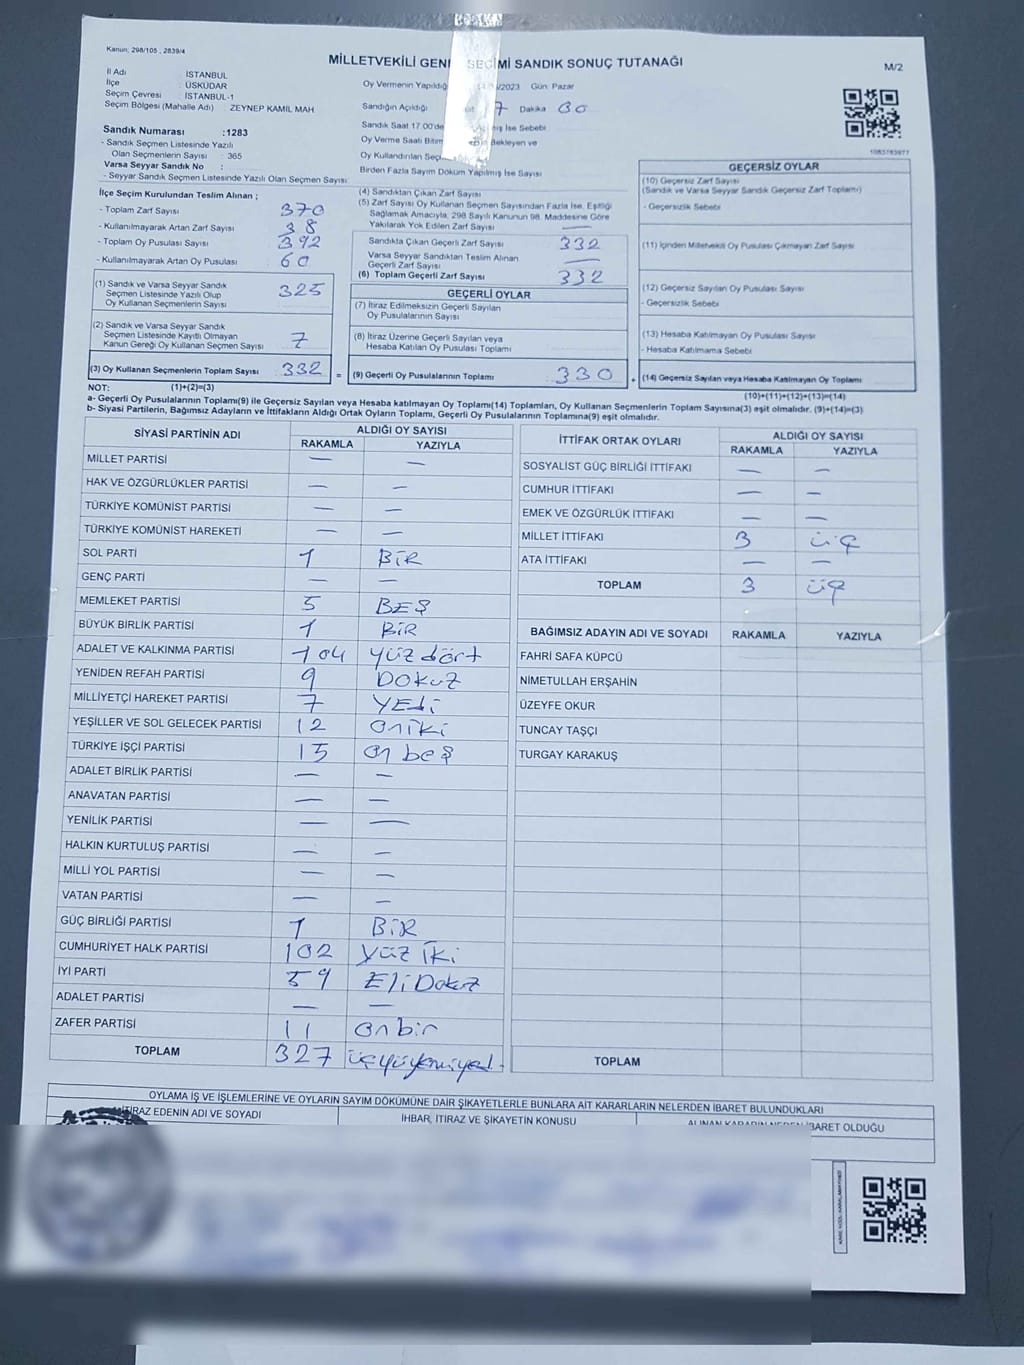 Kanun; 298/105 , 2839/4
MİLLETVEKİLİ GENEL SEÇİMİ SANDIK SONUÇ TUTANAĞI
M/2
İl Adı : İSTANBUL
İlçe ÜSKÜDAR
Seçim Çevresi : İSTANBUL-1
Seçim Bölgesi (Mahalle Adı) ZEYNEP KAMİL MAH
Oy Vermenin Yapıldığı 2023 Gün: Pazar
Sandığın Açıldığı 7 Dakika 30
Sandık Saat 17:00'de İse Sebebi
Oy Verme Saati Bitim Bekleyen ve
Oy Kullandırılan Seç
Birden Fazla Sayım Döküm Yapılmış İse Sayısı
1083783977
Sandık Numarası :1283
- Sandık Seçmen Listesinde Yazılı
Olan Seçmenlerin Sayısı : 365
Varsa Seyyar Sandık No :
- Seyyar Sandık Seçmen Listesinde Yazılı Olan Seçmen Sayısı
İlçe Seçim Kurulundan Teslim Alınan ;
- Toplam Zarf Sayısı 370
- Kullanılmayarak Artan Zarf Sayısı 38
- Toplam Oy Pusulası Sayısı 392
- Kullanılmayarak Artan Oy Pusulası 60
(1) Sandık ve Varsa Seyyar Sandık
Seçmen Listesinde Yazılı Olup
Oy Kullanan Seçmenlerin Sayısı 325
(2) Sandık ve Varsa Seyyar Sandık
Seçmen Listesinde Kayıtlı Olmayan
Kanun Gereği Oy Kullanan Seçmen Sayısı 7
(3) Oy Kullanan Seçmenlerin Toplam Sayısı 332 =
(4) Sandıktan Çıkan Zarf Sayısı
(5) Zarf Sayısı Oy Kullanan Seçmen Sayısından Fazla İse, Eşitliği
Sağlamak Amacıyla, 298 Sayılı Kanunun 98. Maddesine Göre
Yakılarak Yok Edilen Zarf Sayısı —
Sandıkta Çıkan Geçerli Zarf Sayısı 332
Varsa Seyyar Sandıktan Teslim Alınan
Geçerli Zarf Sayısı —
(6) Toplam Geçerli Zarf Sayısı 332
GEÇERLİ OYLAR
(7) İtiraz Edilmeksizin Geçerli Sayılan
Oy Pusulalarının Sayısı
(8) İtiraz Üzerine Geçerli Sayılan veya
Hesaba Katılan Oy Pusulası Toplamı
(9) Geçerli Oy Pusulalarının Toplamı 330 +
GEÇERSİZ OYLAR
(10) Geçersiz Zarf Sayısı
(Sandık ve Varsa Seyyar Sandık Geçersiz Zarf Toplamı)
- Geçersizlik Sebebi
(11) İçinden Milletvekili Oy Pusulası Çıkmayan Zarf Sayısı
(12) Geçersiz Sayılan Oy Pusulası Sayısı
- Geçersizlik Sebebi
(13) Hesaba Katılmayan Oy Pusulası Sayısı
- Hesaba Katılmama Sebebi
(14) Geçersiz Sayılan veya Hesaba Katılmayan Oy Toplamı
NOT: (1)+(2)=(3)
(10)+(11)+(12)+(13)=(14)
a- Geçerli Oy Pusulalarının Toplamı(9) ile Geçersiz Sayılan veya Hesaba katılmayan Oy Pusulası Toplamı(14) Toplamları, Oy Kullanan Seçmenlerin Toplam Sayısına(3) eşit olmalıdır. (9)+(14)=(3)
b- Siyasi Partilerin, Bağımsız Adayların ve İttifakların Aldığı Ortak Oyların Toplamı, Geçerli Oy Pusulalarının Toplamına(9) eşit olmalıdır.
SİYASİ PARTİNİN ADI ALDIĞI OY SAYISI
RAKAMLA YAZIYLA
MİLLET PARTİSİ — —
HAK VE ÖZGÜRLÜKLER PARTİSİ — —
TÜRKİYE KOMÜNİST PARTİSİ — —
TÜRKİYE KOMÜNİST HAREKETİ — —
SOL PARTİ 1 BİR
GENÇ PARTİ — —
MEMLEKET PARTİSİ 5 BEŞ
BÜYÜK BİRLİK PARTİSİ 1 BİR
ADALET VE KALKINMA PARTİSİ 104 yüz dört
YENİDEN REFAH PARTİSİ 9 DOKUZ
MİLLİYETÇİ HAREKET PARTİSİ 7 YEDİ
YEŞİLLER VE SOL GELECEK PARTİSİ 12 oniki
TÜRKİYE İŞÇİ PARTİSİ 15 on beş
ADALET BİRLİK PARTİSİ — —
ANAVATAN PARTİSİ — —
YENİLİK PARTİSİ — —
HALKIN KURTULUŞ PARTİSİ — —
MİLLİ YOL PARTİSİ — —
VATAN PARTİSİ — —
GÜÇ BİRLİĞİ PARTİSİ 1 BİR
CUMHURİYET HALK PARTİSİ 102 yüz iki
İYİ PARTİ 59 Eli Dokuz
ADALET PARTİSİ — —
ZAFER PARTİSİ 11 onbir
TOPLAM 327
İTTİFAK ORTAK OYLARI ALDIĞI OY SAYISI
RAKAMLA YAZIYLA
SOSYALİST GÜÇ BİRLİĞİ İTTİFAKI — —
CUMHUR İTTİFAKI — —
EMEK VE ÖZGÜRLÜK İTTİFAKI — —
MİLLET İTTİFAKI 3 üç
ATA İTTİFAKI — —
TOPLAM 3 üç
BAĞIMSIZ ADAYIN ADI VE SOYADI RAKAMLA YAZIYLA
FAHRİ SAFA KÜPCÜ
NİMETULLAH ERŞAHİN
ÜZEYFE OKUR
TUNCAY TAŞÇI
TURGAY KARAKUŞ
TOPLAM
OYLAMA İŞ VE İŞLEMLERİNE VE OYLARIN SAYIM DÖKÜMÜNE DAİR ŞİKAYETLERLE BUNLARA AİT KARARLARIN NELERDEN İBARET BULUNDUKLARI
İTİRAZ EDENİN ADI VE SOYADI İHBAR, İTİRAZ VE ŞİKAYETİN KONUSU ALINAN KARARIN NEDEN İBARET OLDUĞU